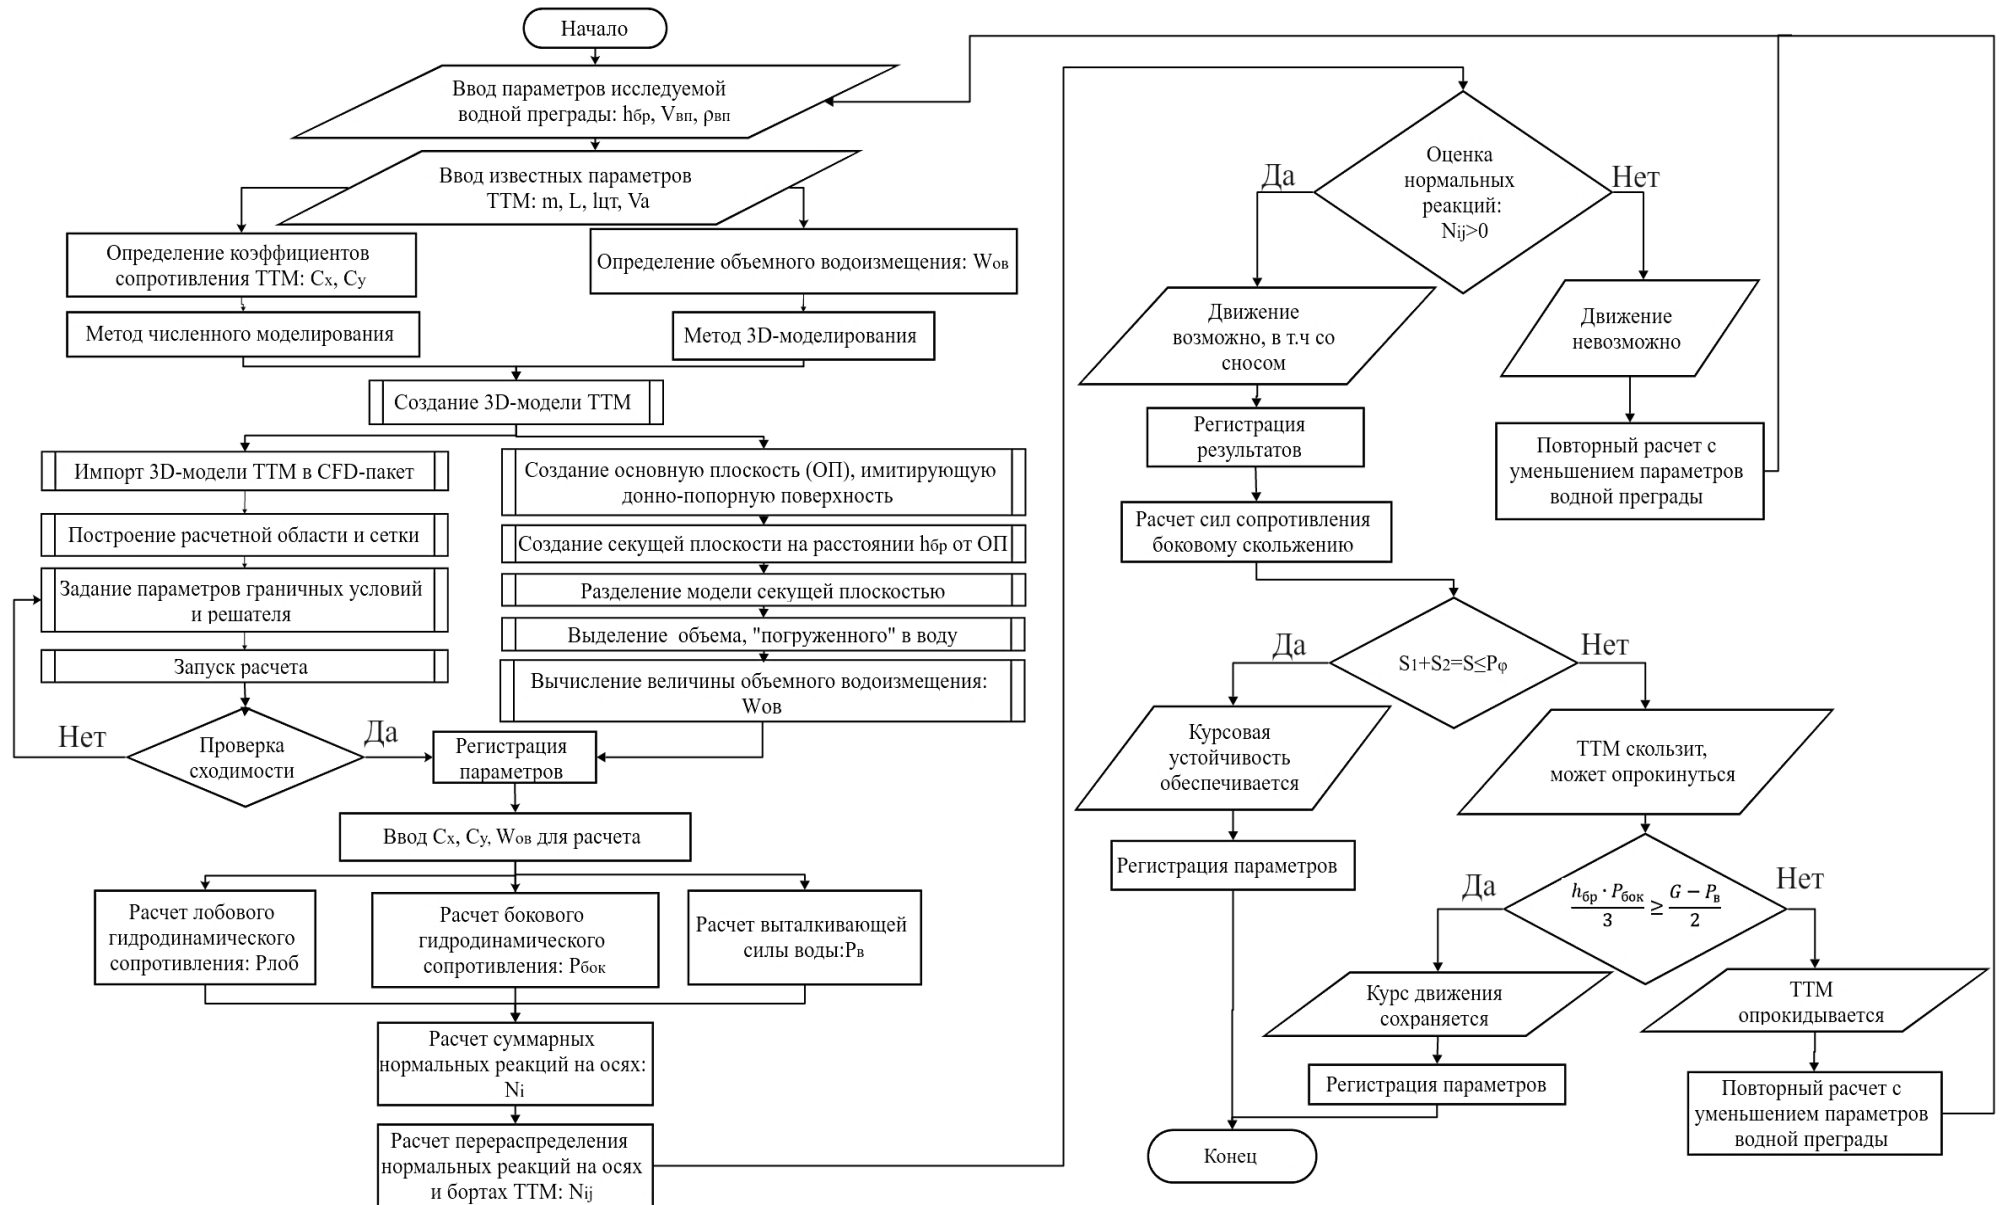 Начало
Ввод параметров исследуемой
водной преграды: hбр, Vвп, ρвп
Ввод известных параметров
ТТМ: m, L, lцт, Va
Определение коэффициентов
сопротивления ТТМ: Cx, Cy
Определение объемного водоизмещения: Wов
Метод численного моделирования
Метод 3D-моделирования
Создание 3D-модели ТТМ
Импорт 3D-модели ТТМ в CFD-пакет
Построение расчетной области и сетки
Задание параметров граничных условий
и решателя
Запуск расчета
Проверка
сходимости
Нет
Да
Создание основную плоскость (ОП), имитирующую
донно-попорную поверхность
Создание секущей плоскости на расстоянии hбр от ОП
Разделение модели секущей плоскостью
Выделение объема, "погруженного" в воду
Вычисление величины объемного водоизмещения:
Wов
Регистрация
параметров
Ввод Cx, Cy, Wов для расчета
Расчет лобового
гидродинамического
сопротивления: Pлоб
Расчет бокового
гидродинамического
сопротивления: Pбок
Расчет выталкивающей
силы воды:Pв
Расчет суммарных
нормальных реакций на осях:
Ni
Расчет перераспределения
нормальных реакций на осях
и бортах ТТМ: Nij
Оценка
нормальных
реакций:
Nij>0
Да
Нет
Движение
возможно, в т.ч со
сносом
Движение
невозможно
Регистрация
результатов
Повторный расчет с
уменьшением параметров
водной преграды
Расчет сил сопротивления
боковому скольжению
S1+S2=S≤Pφ
Да
Нет
Курсовая
устойчивость
обеспечивается
ТТМ скользит,
может опрокинуться
Регистрация параметров
hбр · Pбок / 3 ≥ G − Pв / 2
Да
Нет
Курс движения
сохраняется
ТТМ
опрокидывается
Регистрация параметров
Повторный расчет с
уменьшением параметров
водной преграды
Конец